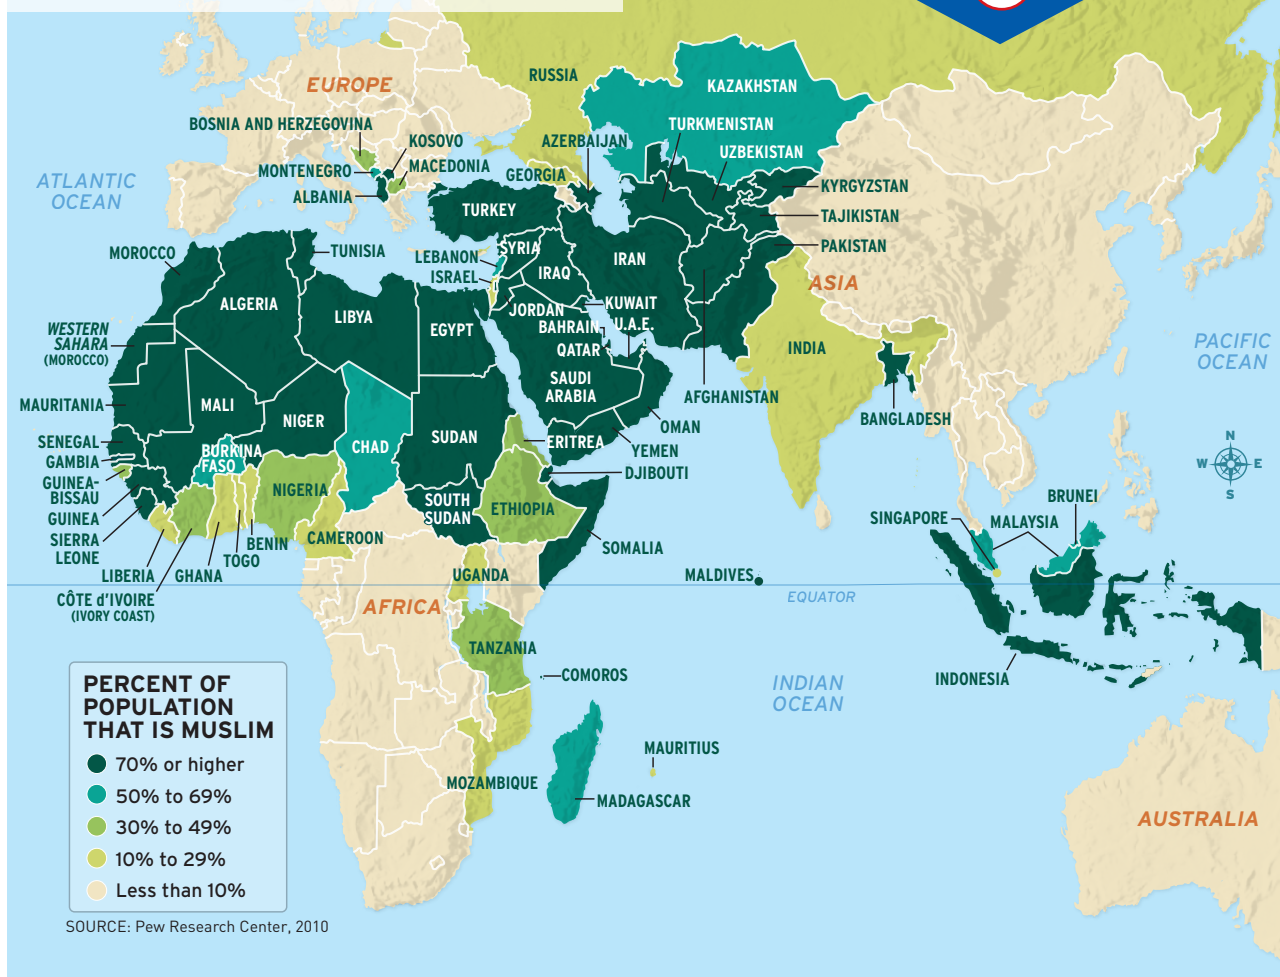 RUSSIA
EUROPE
KAZAKHSTAN
BOSNIA AND HERZEGOVINA
TURKMENISTAN
KOSOVO
AZERBAIJAN
UZBEKISTAN
MONTENEGRO
MACEDONIA
GEORGIA
ATLANTIC
OCEAN
ALBANIA
KYRGYZSTAN
TURKEY
TAJIKISTAN
MOROCCO
TUNISIA
LEBANON
SYRIA
IRAN
PAKISTAN
ISRAEL
IRAQ
ASIA
ALGERIA
LIBYA
EGYPT
JORDAN
KUWAIT
BAHRAIN
U.A.E.
QATAR
INDIA
PACIFIC
OCEAN
WESTERN
SAHARA
(MOROCCO)
SAUDI
ARABIA
AFGHANISTAN
MAURITANIA
MALI
NIGER
CHAD
SUDAN
ERITREA
OMAN
YEMEN
BANGLADESH
SENEGAL
GAMBIA
BURKINA
FASO
DJIBOUTI
GUINEA-
BISSAU
NIGERIA
SOUTH
SUDAN
ETHIOPIA
N
W
E
S
BRUNEI
SINGAPORE
MALAYSIA
GUINEA
SIERRA
LEONE
BENIN
CAMEROON
SOMALIA
TOGO
LIBERIA
GHANA
UGANDA
MALDIVES
EQUATOR
CÔTE d'IVOIRE
(IVORY COAST)
AFRICA
TANZANIA
COMOROS
INDIAN
OCEAN
INDONESIA
MAURITIUS
MOZAMBIQUE
MADAGASCAR
AUSTRALIA
PERCENT OF
POPULATION
THAT IS MUSLIM
70% or higher
50% to 69%
30% to 49%
10% to 29%
Less than 10%
SOURCE: Pew Research Center, 2010